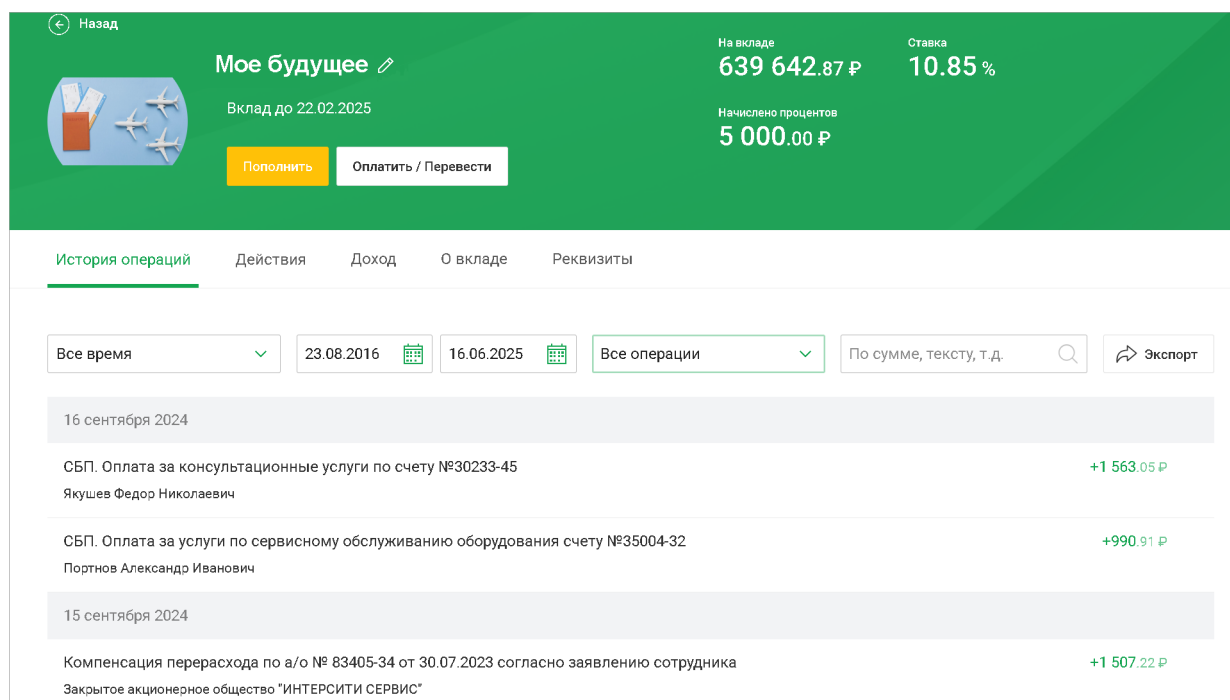 Назад
Мое будущее
Вклад до 22.02.2025
Пополнить
Оплатить / Перевести
На вкладе
639 642.87 ₽
Ставка
10.85 %
Начислено процентов
5 000.00 ₽
История операций
Действия
Доход
О вкладе
Реквизиты
Все время
23.08.2016
16.06.2025
Все операции
По сумме, тексту, т.д.
Экспорт
16 сентября 2024
СБП. Оплата за консультационные услуги по счету №30233-45
+1 563.05 ₽
Якушев Федор Николаевич
СБП. Оплата за услуги по сервисному обслуживанию оборудования счету №35004-32
+990.91 ₽
Портнов Александр Иванович
15 сентября 2024
Компенсация перерасхода по а/о № 83405-34 от 30.07.2023 согласно заявлению сотрудника
+1 507.22 ₽
Закрытое акционерное общество "ИНТЕРСИТИ СЕРВИС"